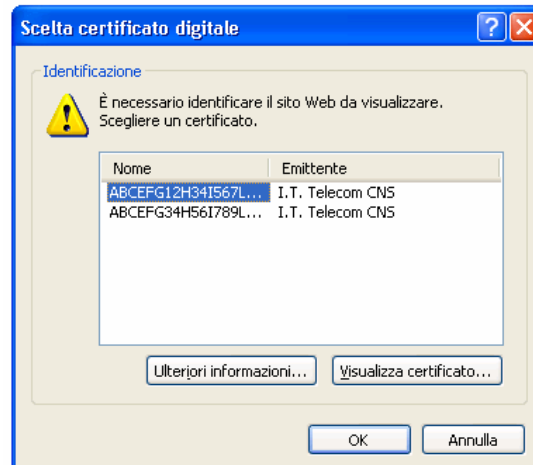 Scelta certificato digitale
Identificazione
È necessario identificare il sito Web da visualizzare.
Scegliere un certificato.
Nome Emittente
ABCEFG12H34I567L... I.T. Telecom CNS
ABCEFG34H56I789L... I.T. Telecom CNS
Ulteriori informazioni... Visualizza certificato...
OK Annulla